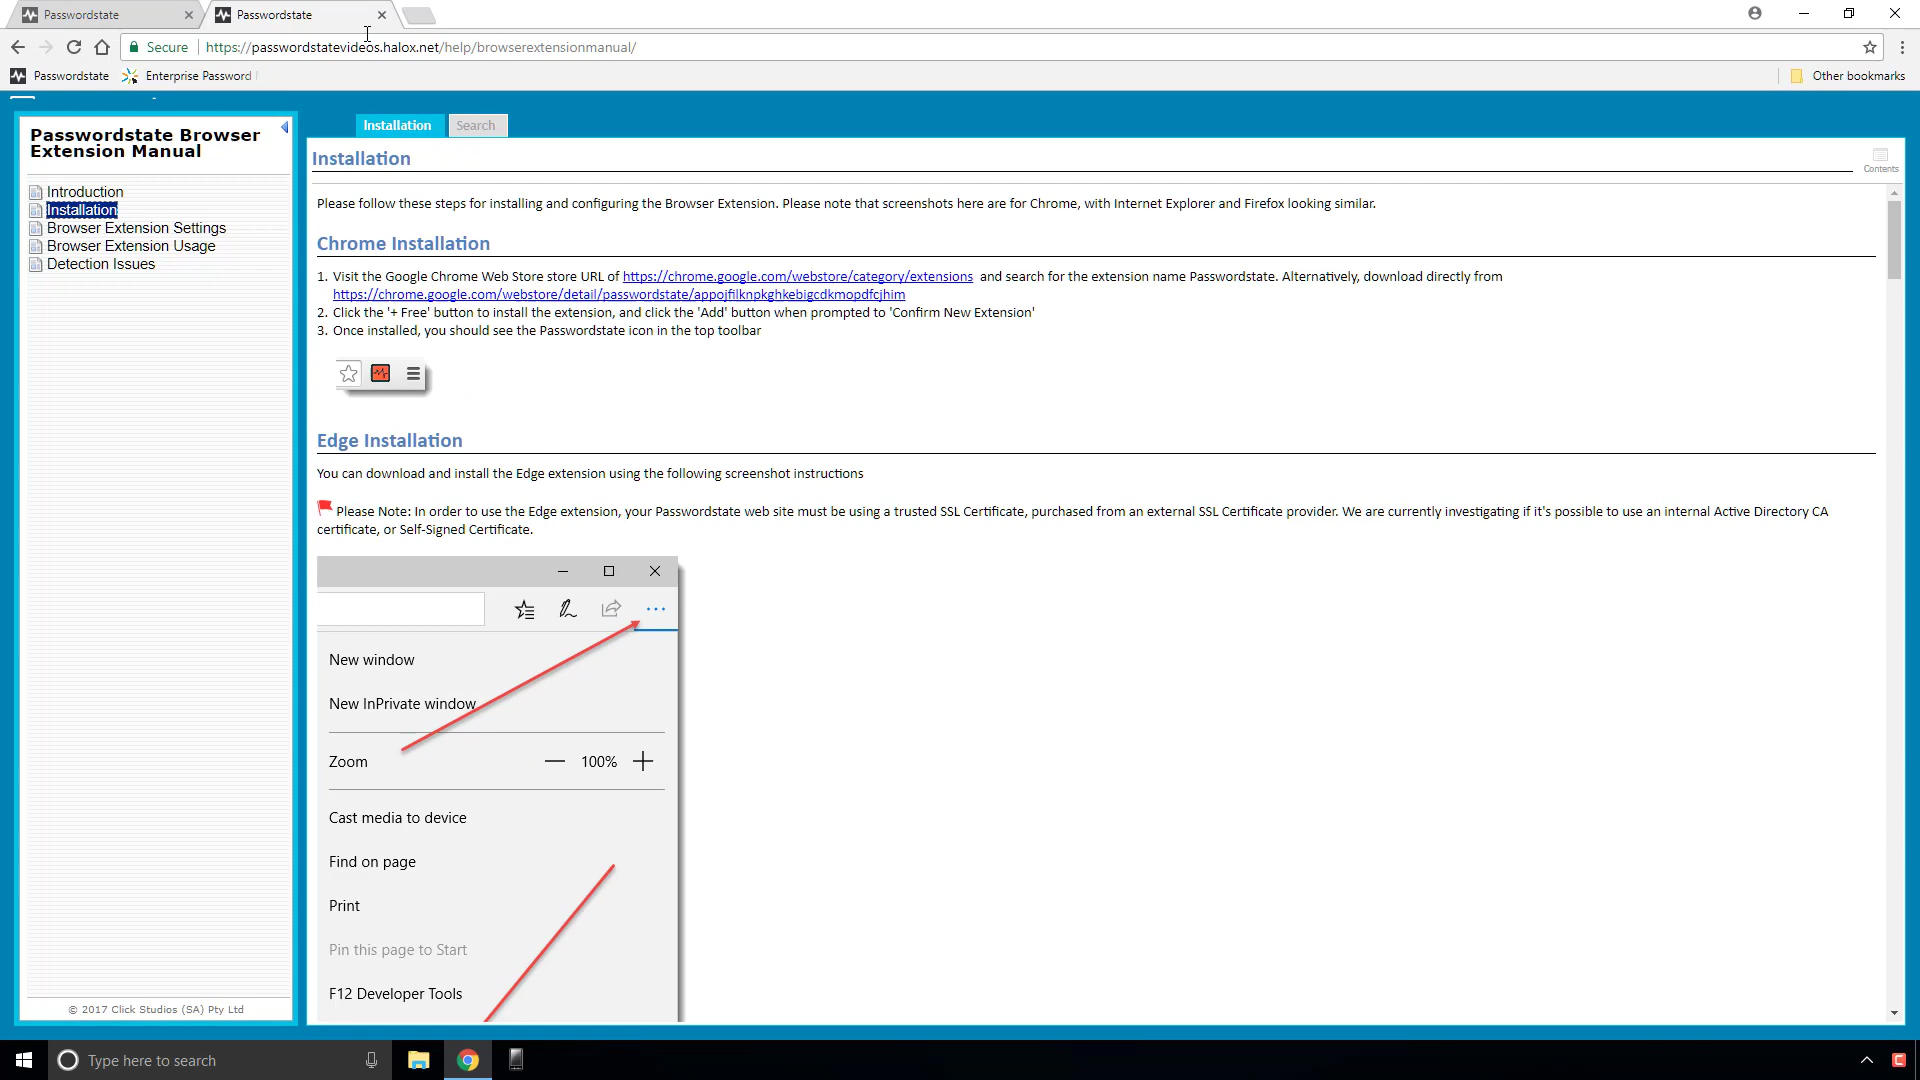 Passwordstate
Passwordstate
Secure
https://passwordstatevideos.halox.net/help/browserextensionmanual/
Passwordstate
Enterprise Password
Other bookmarks
Passwordstate Browser
Extension Manual
Introduction
Installation
Browser Extension Settings
Browser Extension Usage
Detection Issues
© 2017 Click Studios (SA) Pty Ltd
Installation
Search
Installation
Contents
Please follow these steps for installing and configuring the Browser Extension. Please note that screenshots here are for Chrome, with Internet Explorer and Firefox looking similar.
Chrome Installation
1. Visit the Google Chrome Web Store store URL of https://chrome.google.com/webstore/category/extensions and search for the extension name Passwordstate. Alternatively, download directly from
https://chrome.google.com/webstore/detail/passwordstate/appojfilknpkghkebigcdkmopdfcjhim
2. Click the '+ Free' button to install the extension, and click the 'Add' button when prompted to 'Confirm New Extension'
3. Once installed, you should see the Passwordstate icon in the top toolbar
Edge Installation
You can download and install the Edge extension using the following screenshot instructions
Please Note: In order to use the Edge extension, your Passwordstate web site must be using a trusted SSL Certificate, purchased from an external SSL Certificate provider. We are currently investigating if it's possible to use an internal Active Directory CA
certificate, or Self-Signed Certificate.
New window
New InPrivate window
Zoom
100%
Cast media to device
Find on page
Print
Pin this page to Start
F12 Developer Tools
Type here to search